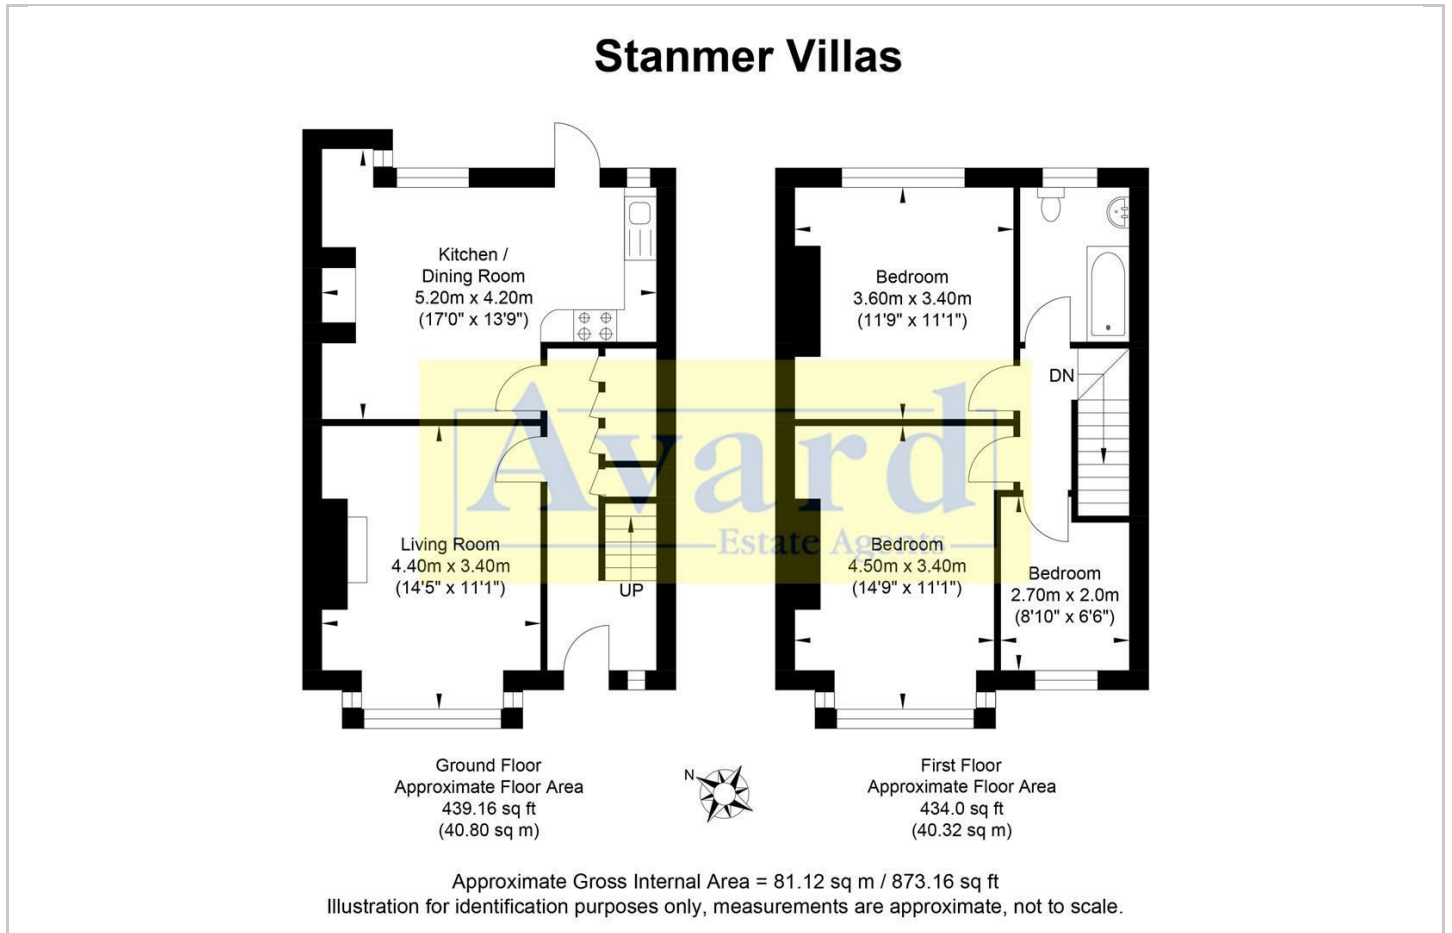 Stanmer Villas
Kitchen /
Dining Room
5.20m x 4.20m
(17'0" x 13'9")
Living Room
4.40m x 3.40m
(14'5" x 11'1")
UP
Bedroom
3.60m x 3.40m
(11'9" x 11'1")
DN
Bedroom
4.50m x 3.40m
(14'9" x 11'1")
Bedroom
2.70m x 2.0m
(8'10" x 6'6")
Avard
Estate Agents
Ground Floor
Approximate Floor Area
439.16 sq ft
(40.80 sq m)
N
First Floor
Approximate Floor Area
434.0 sq ft
(40.32 sq m)
Approximate Gross Internal Area = 81.12 sq m / 873.16 sq ft
Illustration for identification purposes only, measurements are approximate, not to scale.